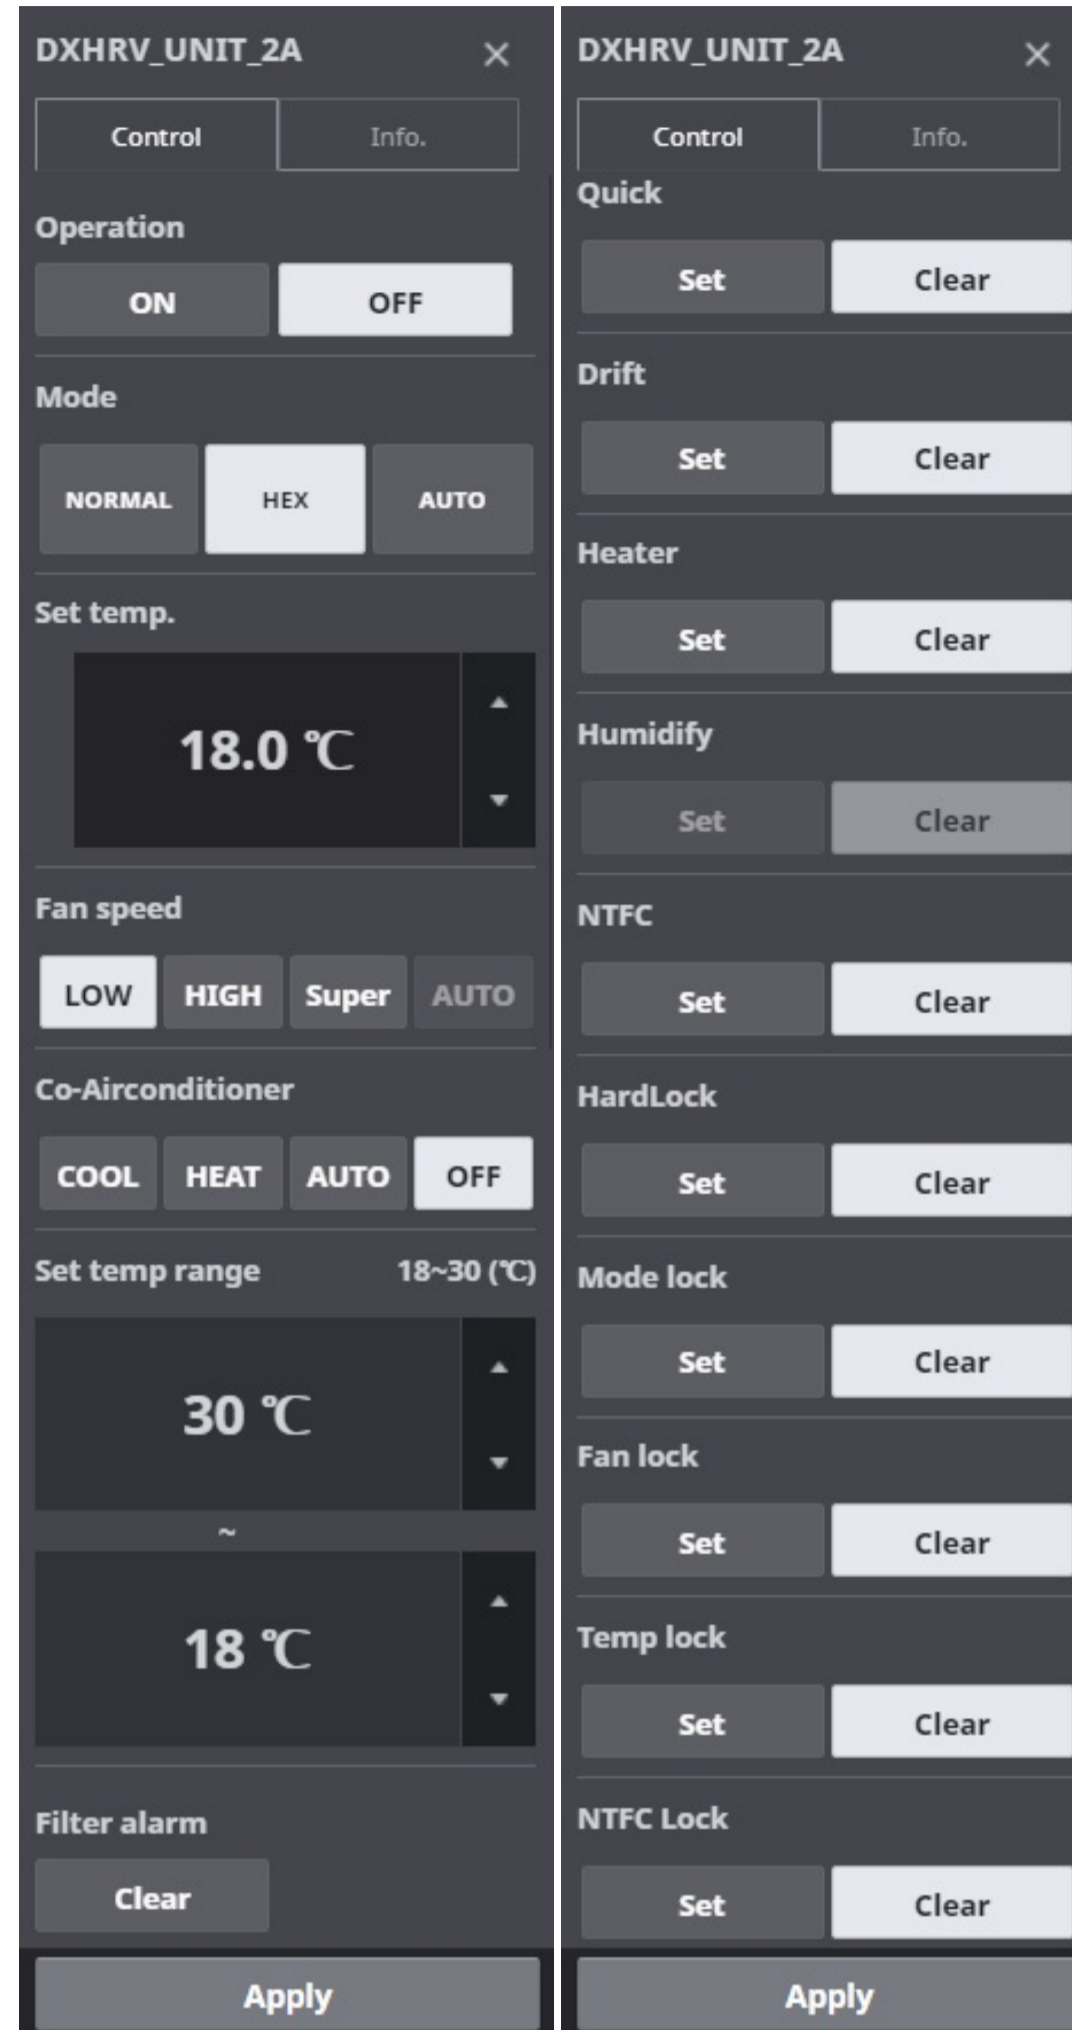 DXHRV_UNIT_2A ×
Control Info.
Operation
ON OFF
Mode
NORMAL HEX AUTO
Set temp.
18.0 ℃
Fan speed
LOW HIGH Super AUTO
Co-Airconditioner
COOL HEAT AUTO OFF
Set temp range 18~30 (℃)
30 ℃
~
18 ℃
Filter alarm
Clear
Apply
DXHRV_UNIT_2A ×
Control Info.
Quick
Set Clear
Drift
Set Clear
Heater
Set Clear
Humidify
Set Clear
NTFC
Set Clear
HardLock
Set Clear
Mode lock
Set Clear
Fan lock
Set Clear
Temp lock
Set Clear
NTFC Lock
Set Clear
Apply